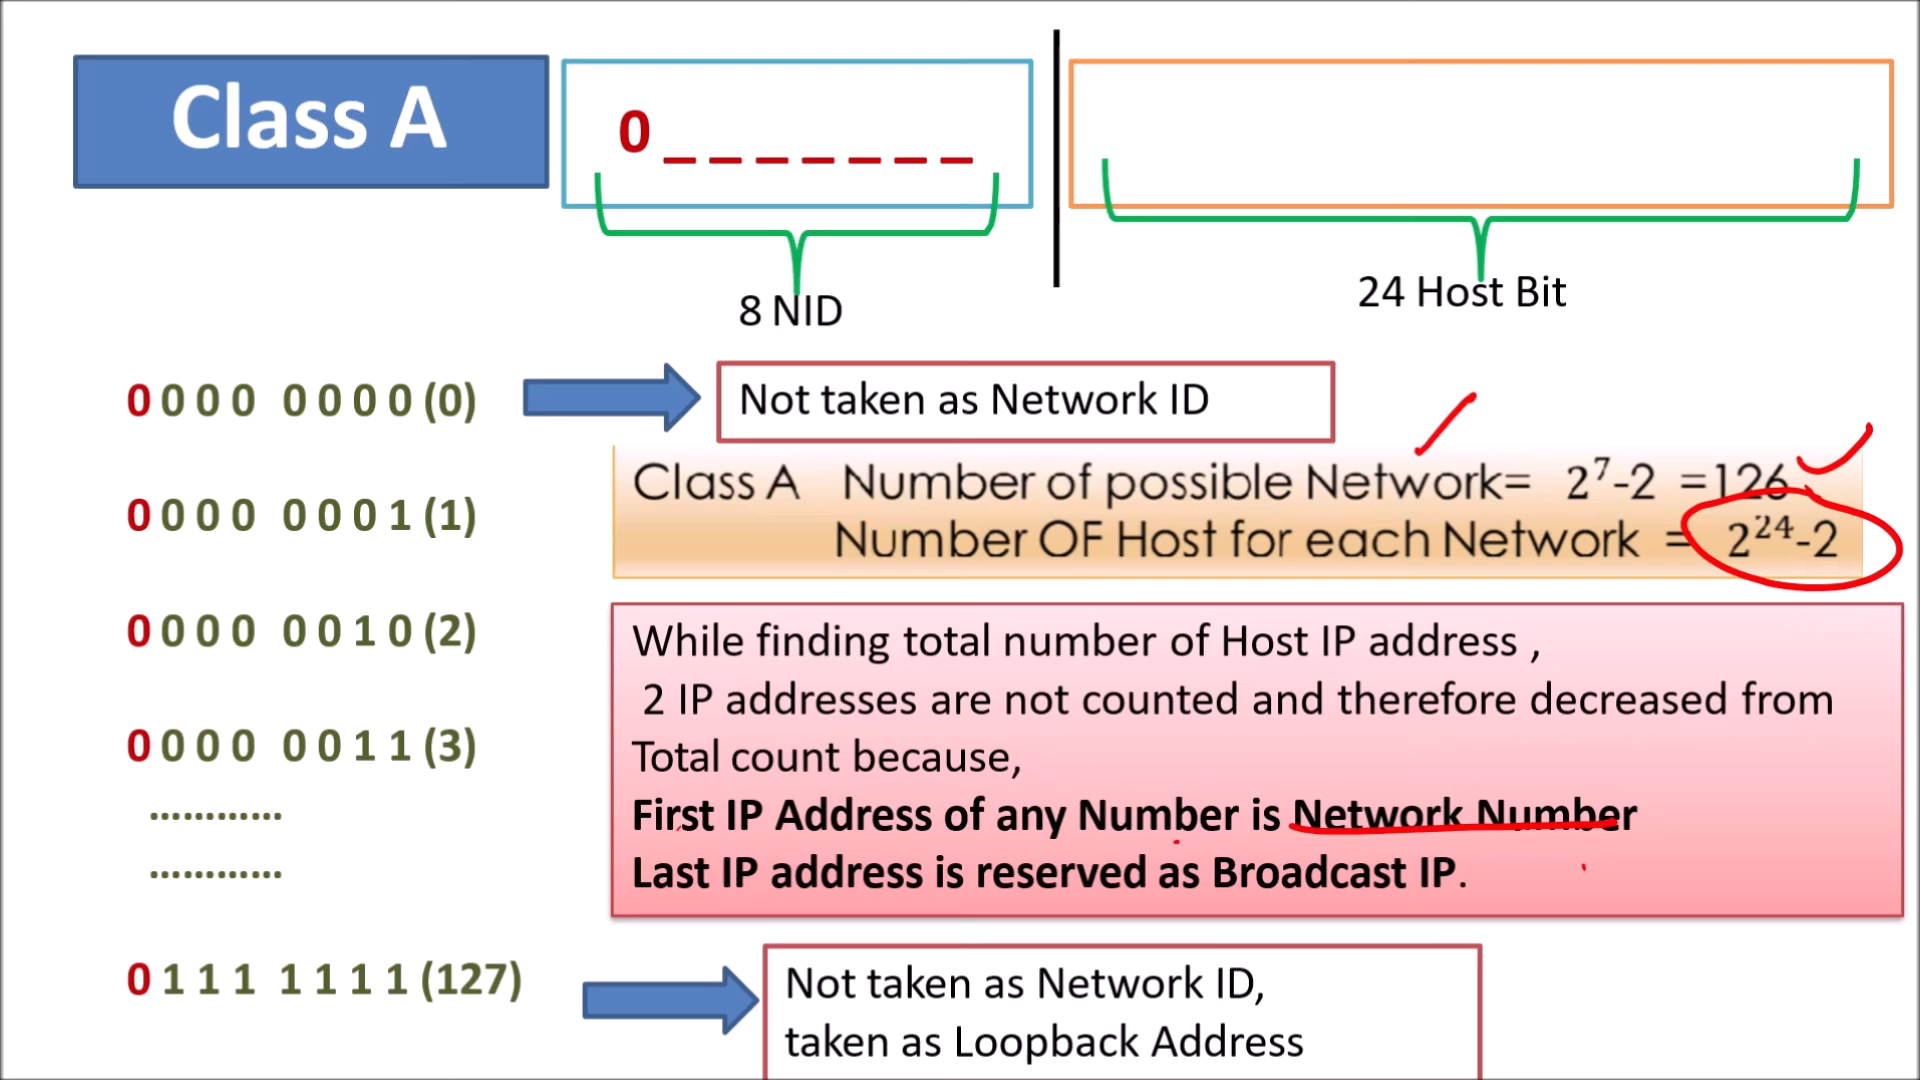 Class A
0 _ _ _ _ _ _ _
8 NID
24 Host Bit
0 0 0 0 0 0 0 0 (0)
Not taken as Network ID
Class A Number of possible Network= 2⁷-2 =126
Number OF Host for each Network = 2²⁴-2
0 0 0 0 0 0 0 1 (1)
0 0 0 0 0 0 1 0 (2)
0 0 0 0 0 0 1 1 (3)
............
............
While finding total number of Host IP address ,
2 IP addresses are not counted and therefore decreased from
Total count because,
First IP Address of any Number is Network Number
Last IP address is reserved as Broadcast IP.
0 1 1 1 1 1 1 1 (127)
Not taken as Network ID,
taken as Loopback Address